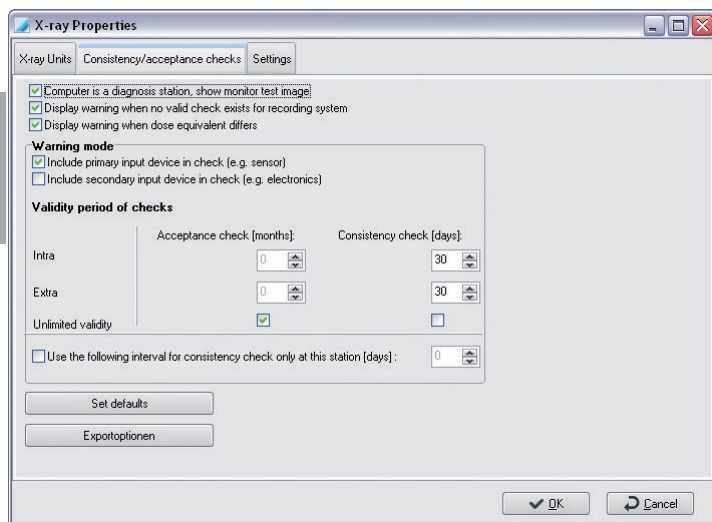 X-ray Properties
X-ray Units Consistency/acceptance checks Settings
Computer is a diagnosis station, show monitor test image
Display warning when no valid check exists for recording system
Display warning when dose equivalent differs
Warning mode
Include primary input device in check (e.g. sensor)
Include secondary input device in check (e.g. electronics)
Validity period of checks
Acceptance check [months]: Consistency check [days]:
Intra 0 30
Extra 0 30
Unlimited validity
Use the following interval for consistency check only at this station [days] : 0
Set defaults
Exportoptionen
OK Cancel